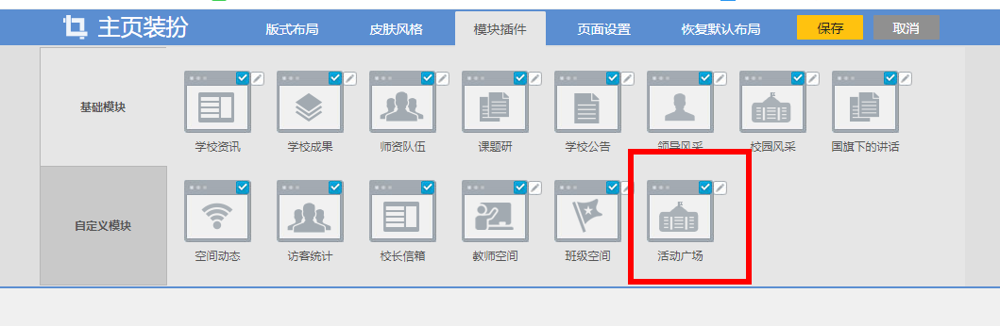 主页装扮
版式布局 皮肤风格 模块插件 页面设置 恢复默认布局 保存 取消
基础模块
学校资讯 学校成果 师资队伍 课题研 学校公告 领导风采 校园风采 国旗下的讲话
自定义模块
空间动态 访客统计 校长信箱 教师空间 班级空间 活动广场